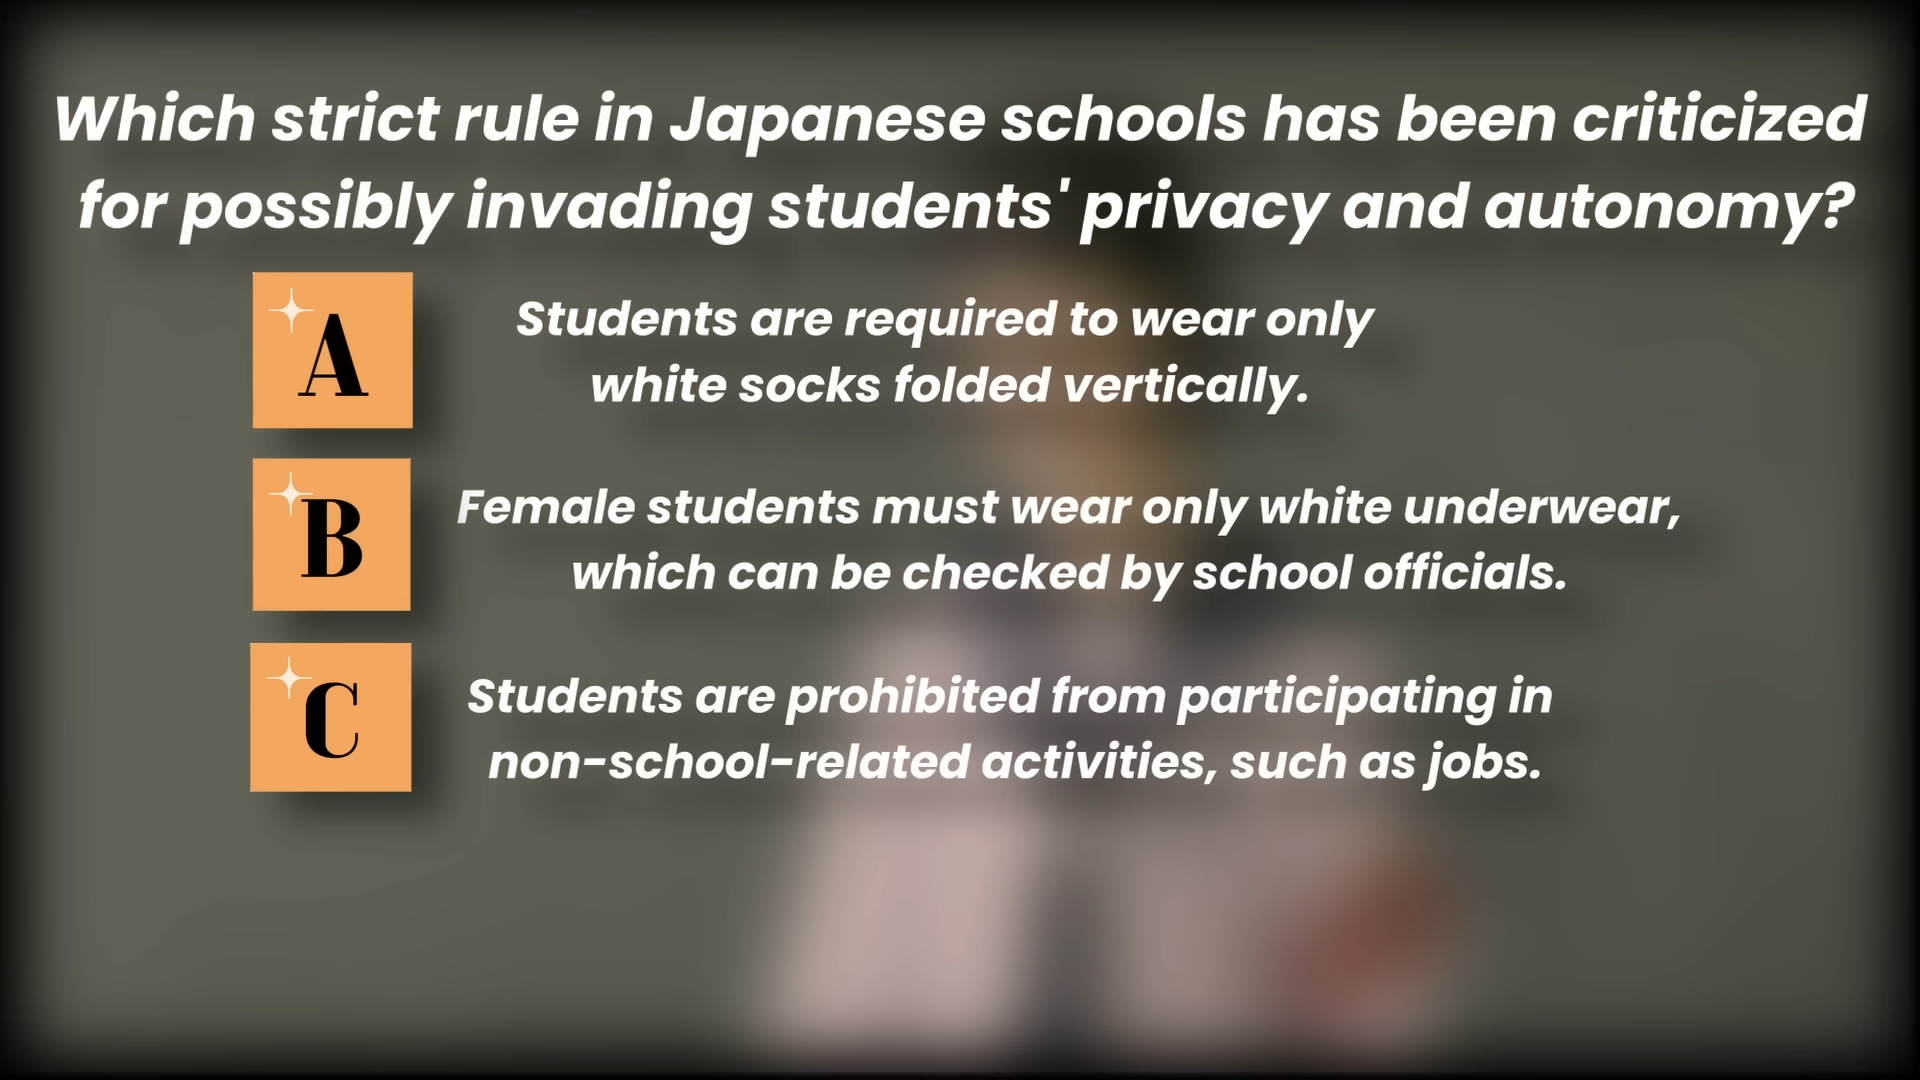 Which strict rule in Japanese schools has been criticized
for possibly invading students' privacy and autonomy?
A
Students are required to wear only
white socks folded vertically.
B
Female students must wear only white underwear,
which can be checked by school officials.
C
Students are prohibited from participating in
non-school-related activities, such as jobs.